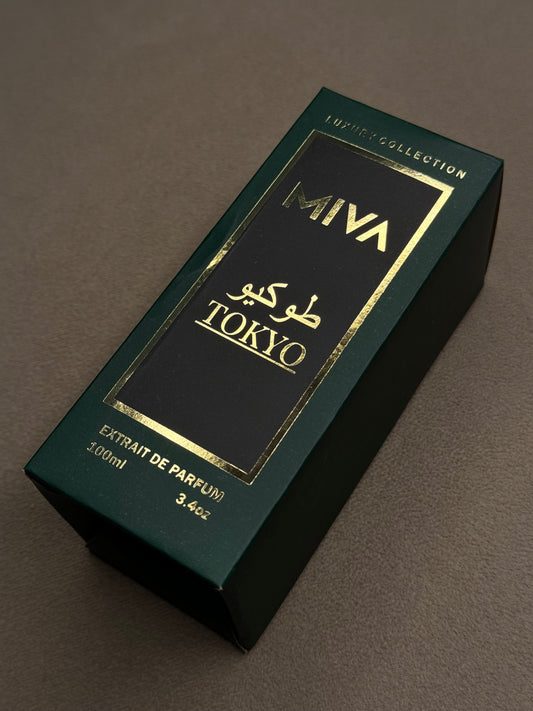 LUXURY COLLECTION
MIVA
طوكيو
TOKYO
EXTRAIT DE PARFUM
100ml 3.4oz